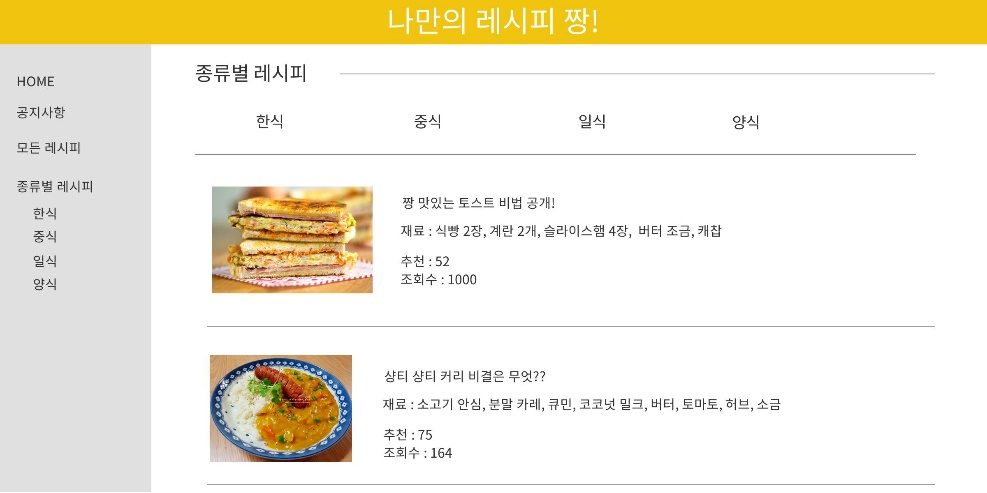 나만의 레시피 짱!
HOME
공지사항
모든 레시피
종류별 레시피
한식
중식
일식
양식
종류별 레시피
한식 중식 일식 양식
짱 맛있는 토스트 비법 공개!
재료 : 식빵 2장, 계란 2개, 슬라이스햄 4장, 버터 조금, 캐찹
추천 : 52
조회수 : 1000
샹티 샹티 커리 비결은 무엇??
재료 : 소고기 안심, 분말 카레, 큐민, 코코넛 밀크, 버터, 토마토, 허브, 소금
추천 : 75
조회수 : 164